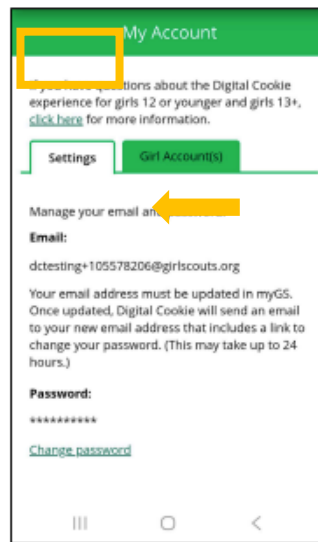 My Account
questions about the Digital Cookie
experience for girls 12 or younger and girls 13+,
click here for more information.
Settings
Girl Account(s)
Manage your email and
Email:
dctesting+105578206@girlscouts.org
Your email address must be updated in myGS.
Once updated, Digital Cookie will send an email
to your new email address that includes a link to
change your password. (This may take up to 24
hours.)
Password:
**********
Change password